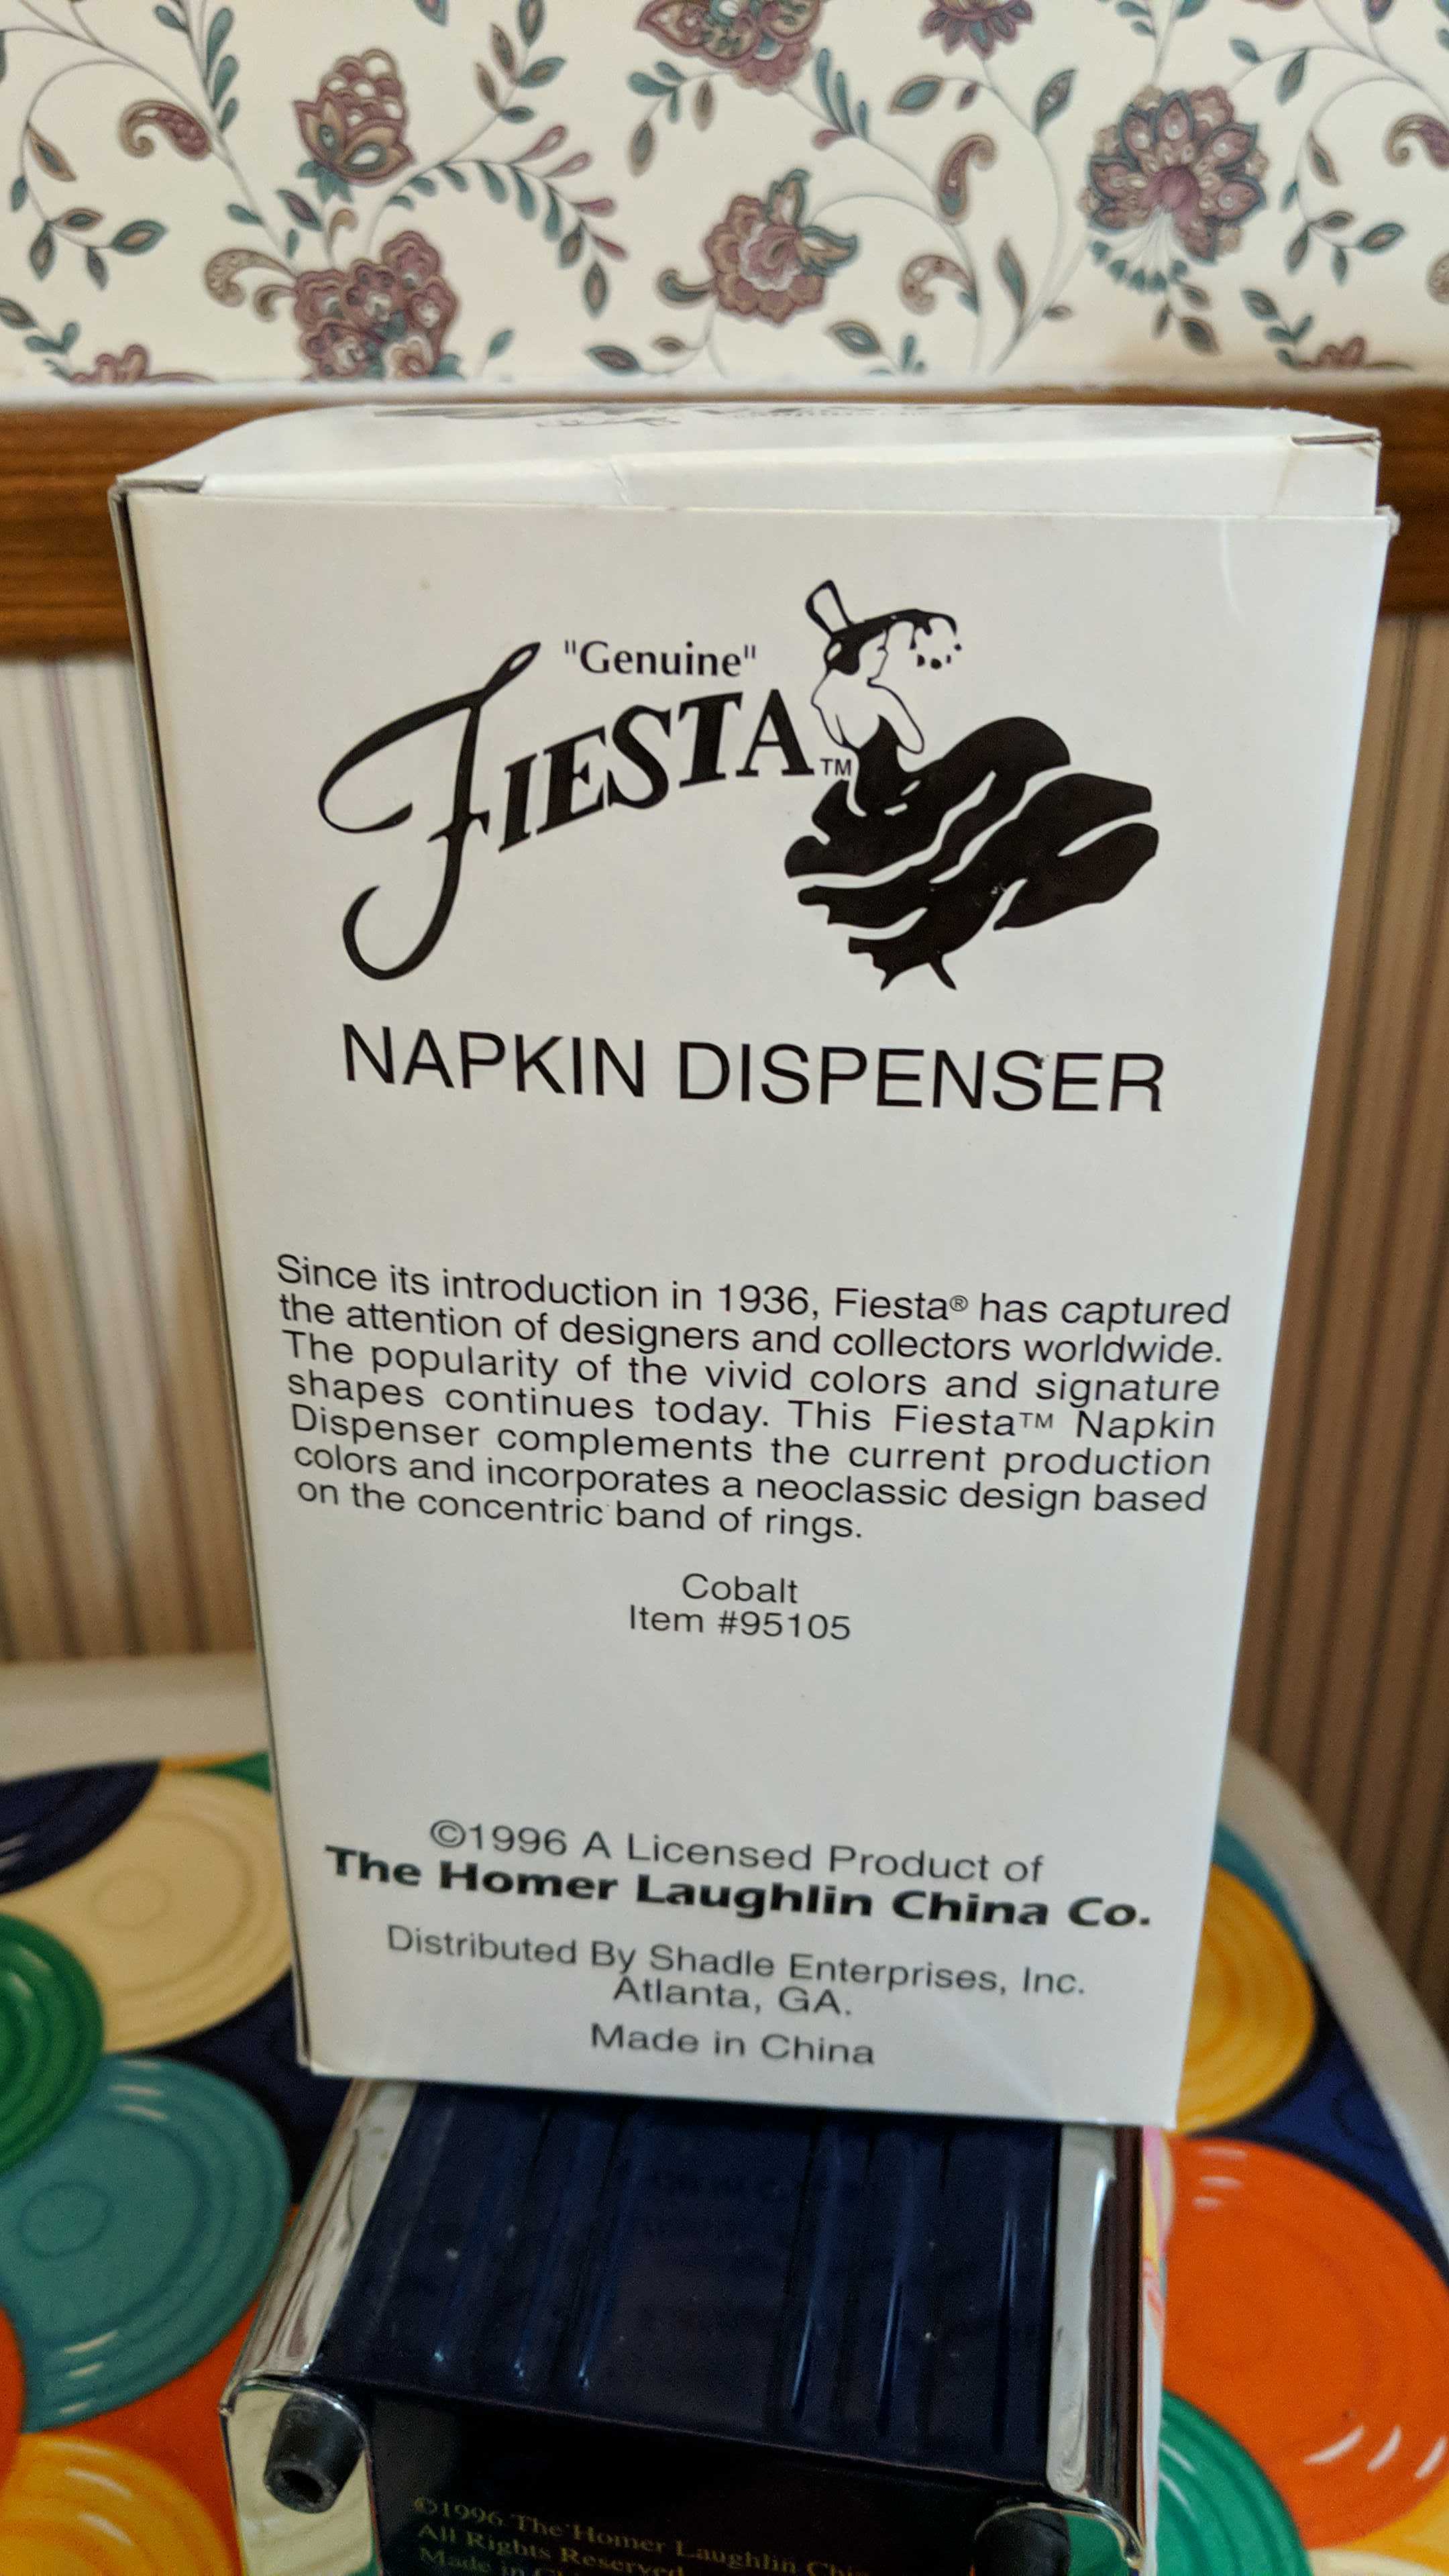 "Genuine"
FIESTA™
NAPKIN DISPENSER
Since its introduction in 1936, Fiesta® has captured
the attention of designers and collectors worldwide.
The popularity of the vivid colors and signature
shapes continues today. This Fiesta™ Napkin
Dispenser complements the current production
colors and incorporates a neoclassic design based
on the concentric band of rings.
Cobalt
Item #95105
©1996 A Licensed Product of
The Homer Laughlin China Co.
Distributed By Shadle Enterprises, Inc.
Atlanta, GA.
Made in China
©1996 The Homer Laughlin
All Rights Reserved
Made in